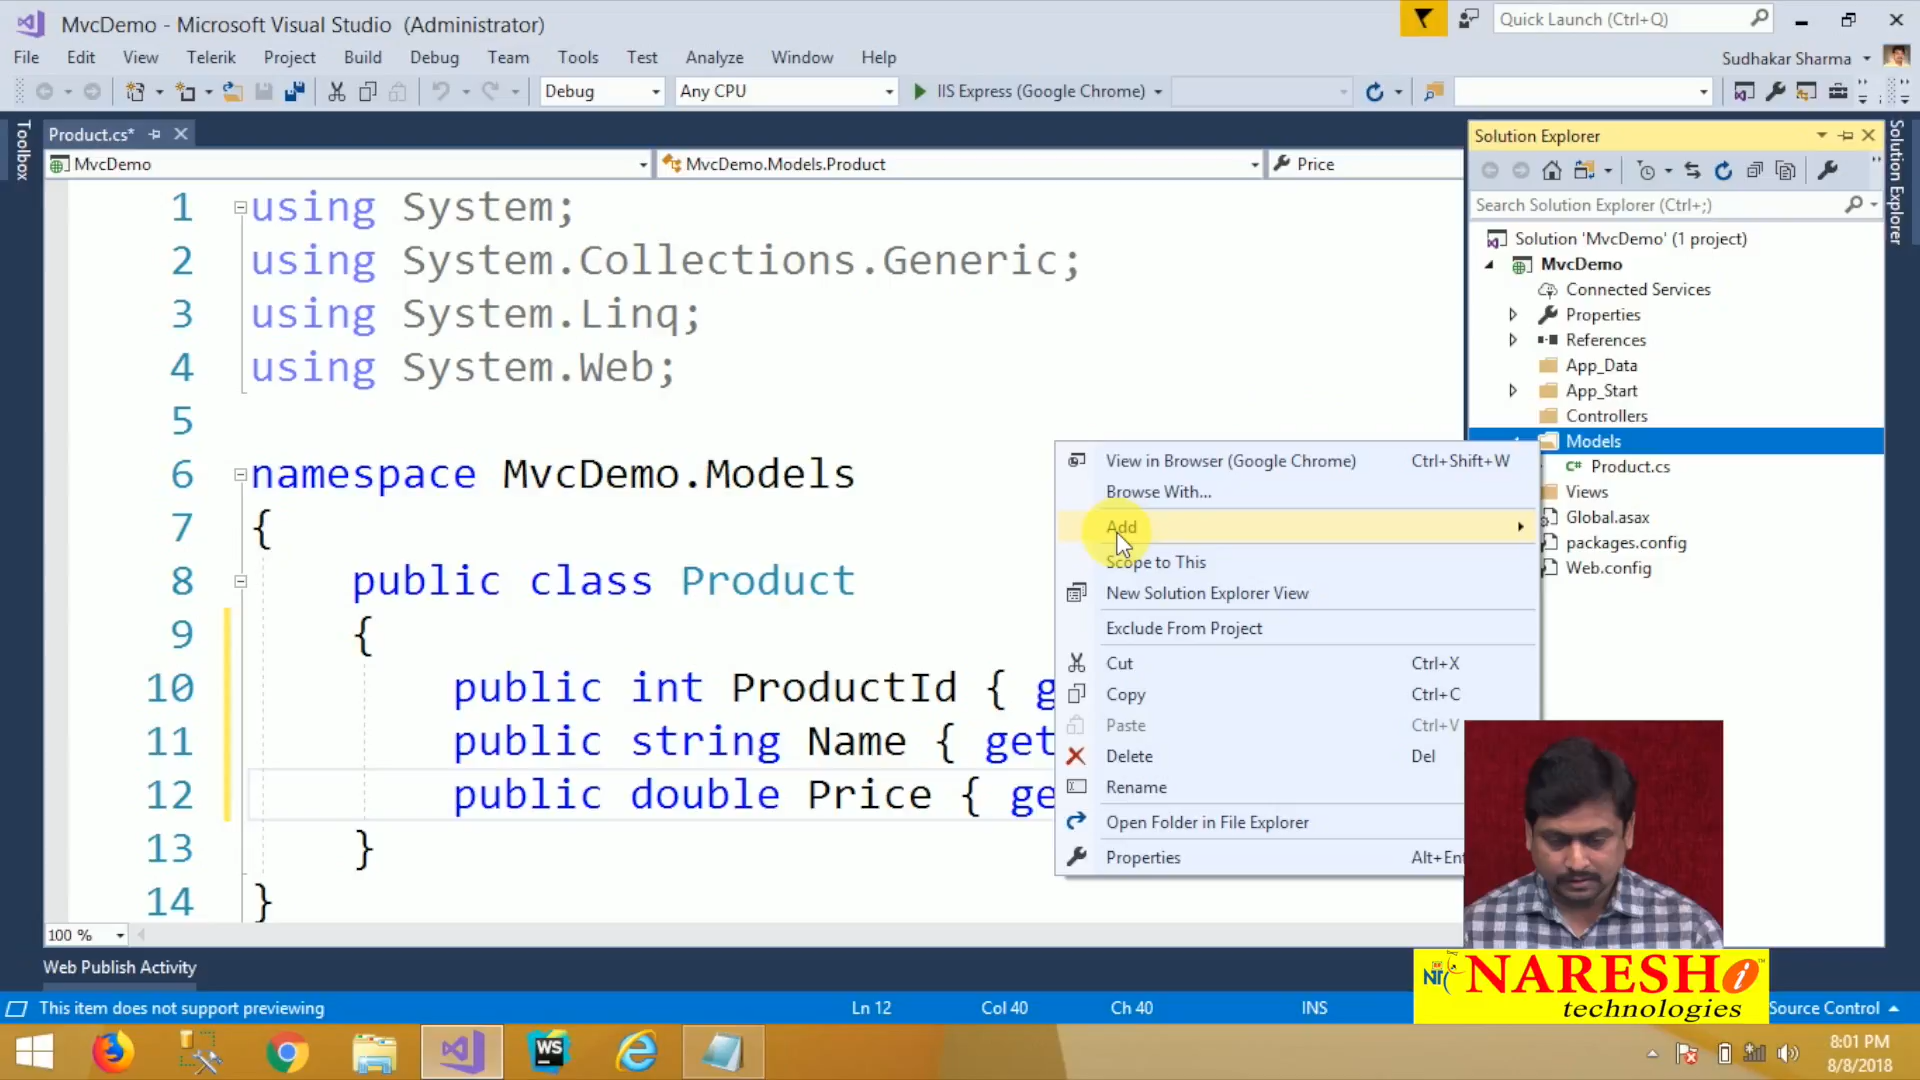 MvcDemo - Microsoft Visual Studio (Administrator)
Quick Launch (Ctrl+Q)
File Edit View Telerik Project Build Debug Team Tools Test Analyze Window Help
Sudhakar Sharma
Debug
Any CPU
IIS Express (Google Chrome)
Toolbox
Product.cs*
MvcDemo
MvcDemo.Models.Product
Price
1 using System;
2 using System.Collections.Generic;
3 using System.Linq;
4 using System.Web;
5
6 namespace MvcDemo.Models
7 {
8 public class Product
9 {
10 public int ProductId { g
11 public string Name { get
12 public double Price { ge
13 }
14 }
100 %
View in Browser (Google Chrome) Ctrl+Shift+W
Browse With...
Add
Scope to This
New Solution Explorer View
Exclude From Project
Cut Ctrl+X
Copy Ctrl+C
Paste Ctrl+V
Delete Del
Rename
Open Folder in File Explorer
Properties Alt+Ent
Solution Explorer
Search Solution Explorer (Ctrl+;)
Solution 'MvcDemo' (1 project)
MvcDemo
Connected Services
Properties
References
App_Data
App_Start
Controllers
Models
C# Product.cs
Views
Global.asax
packages.config
Web.config
Solution Explorer
Web Publish Activity
This item does not support previewing
Ln 12
Col 40
Ch 40
INS
Source Control
NARESH i
technologies
WS
8:01 PM
8/8/2018